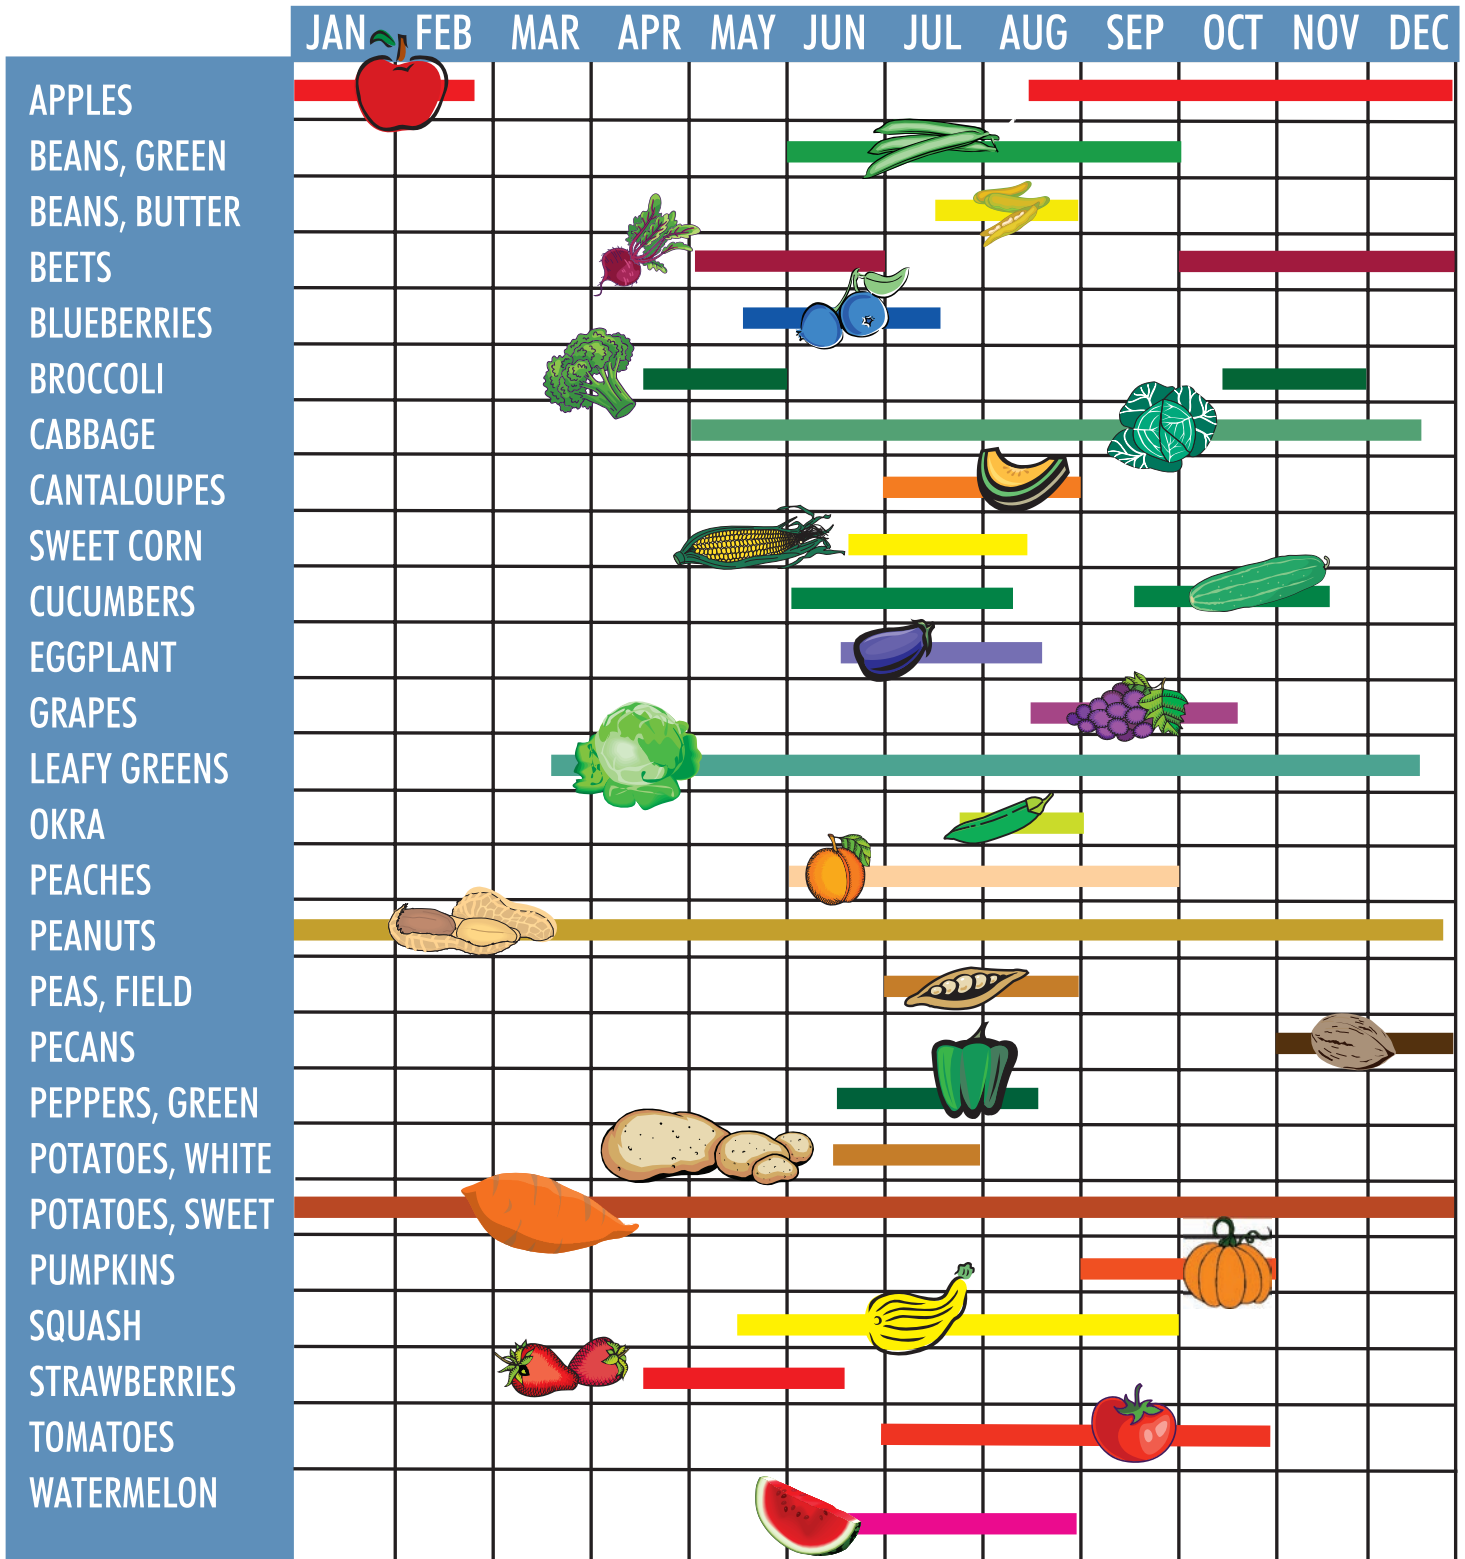 JAN FEB MAR APR MAY JUN JUL AUG SEP OCT NOV DEC
APPLES
BEANS, GREEN
BEANS, BUTTER
BEETS
BLUEBERRIES
BROCCOLI
CABBAGE
CANTALOUPES
SWEET CORN
CUCUMBERS
EGGPLANT
GRAPES
LEAFY GREENS
OKRA
PEACHES
PEANUTS
PEAS, FIELD
PECANS
PEPPERS, GREEN
POTATOES, WHITE
POTATOES, SWEET
PUMPKINS
SQUASH
STRAWBERRIES
TOMATOES
WATERMELON